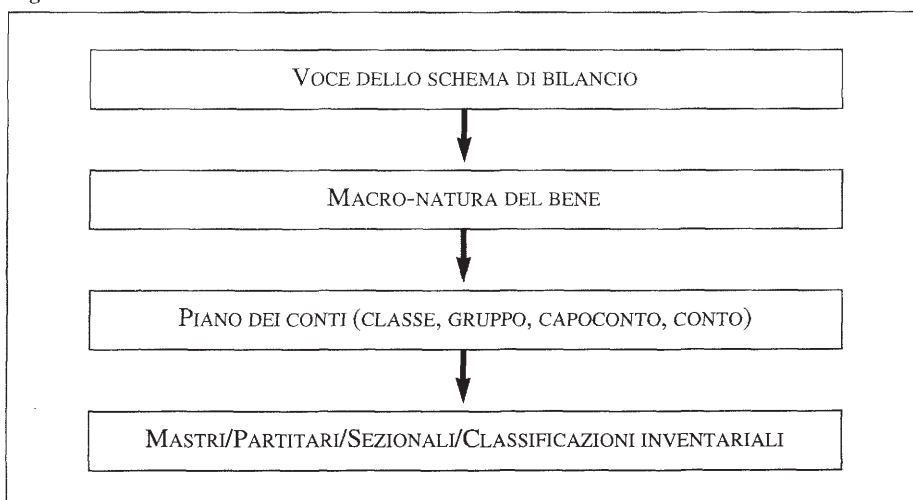 VOCE DELLO SCHEMA DI BILANCIO
MACRO-NATURA DEL BENE
PIANO DEI CONTI (CLASSE, GRUPPO, CAPOCONTO, CONTO)
MASTRI/PARTITARI/SEZIONALI/CLASSIFICAZIONI INVENTARIALI